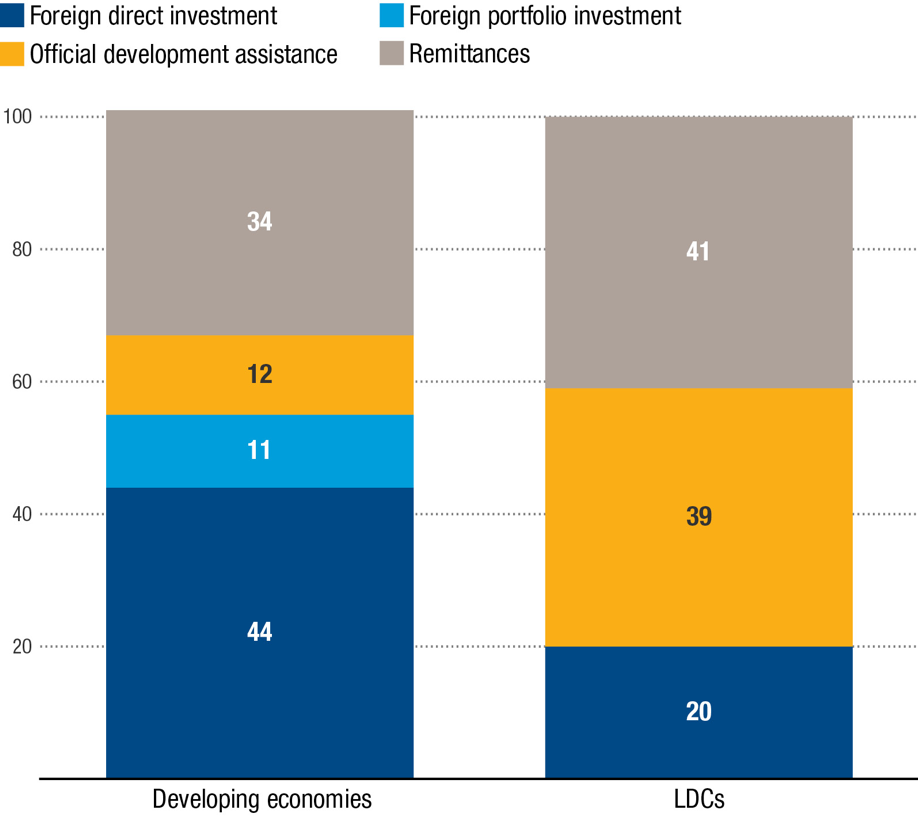 Foreign direct investment
Foreign portfolio investment
Official development assistance
Remittances
100
80
60
40
20
34
12
11
44
41
39
20
Developing economies
LDCs